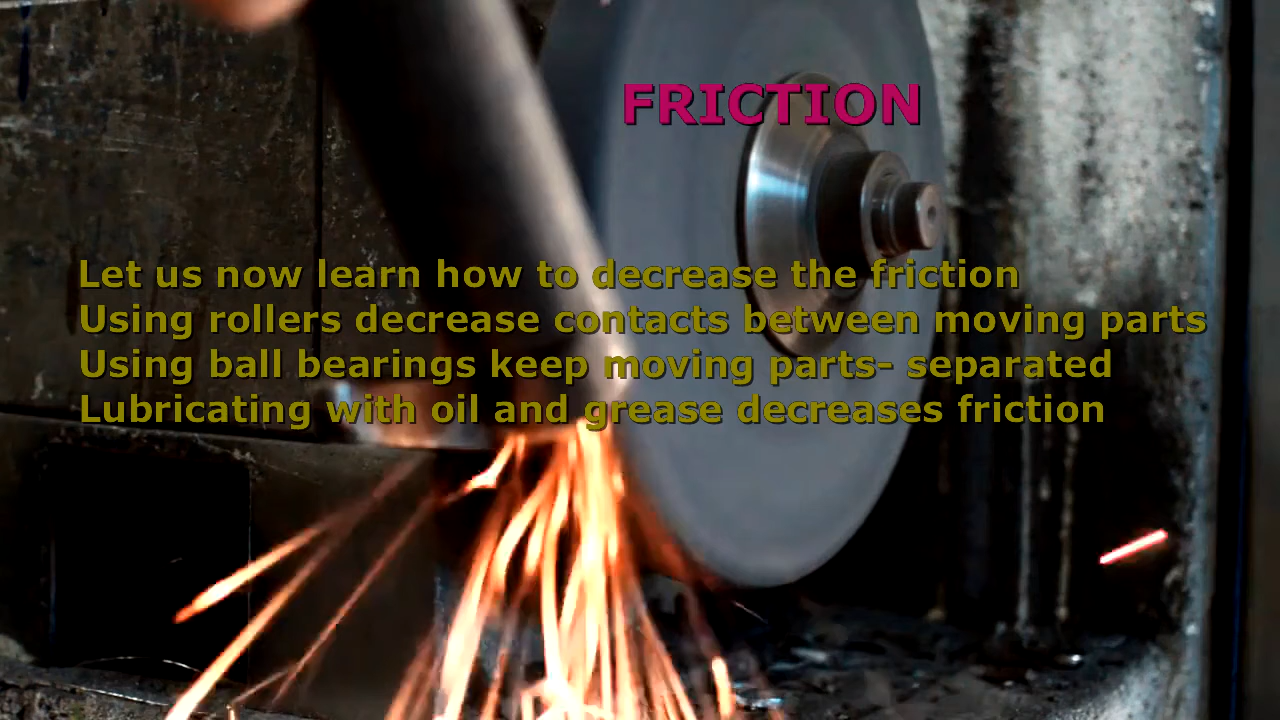 FRICTION
Let us now learn how to decrease the friction
Using rollers decrease contacts between moving parts
Using ball bearings keep moving parts- separated
Lubricating with oil and grease decreases friction